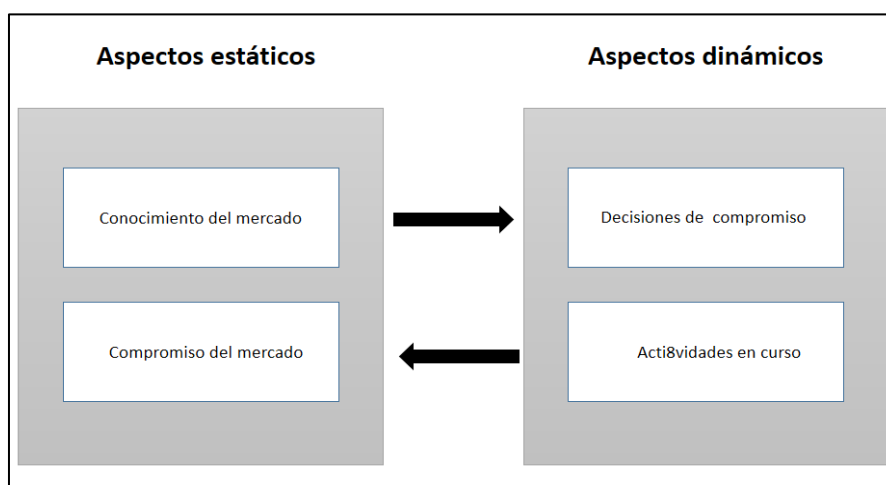 Aspectos estáticos
Aspectos dinámicos
Conocimiento del mercado
Decisiones de compromiso
Compromiso del mercado
Acti8vidades en curso